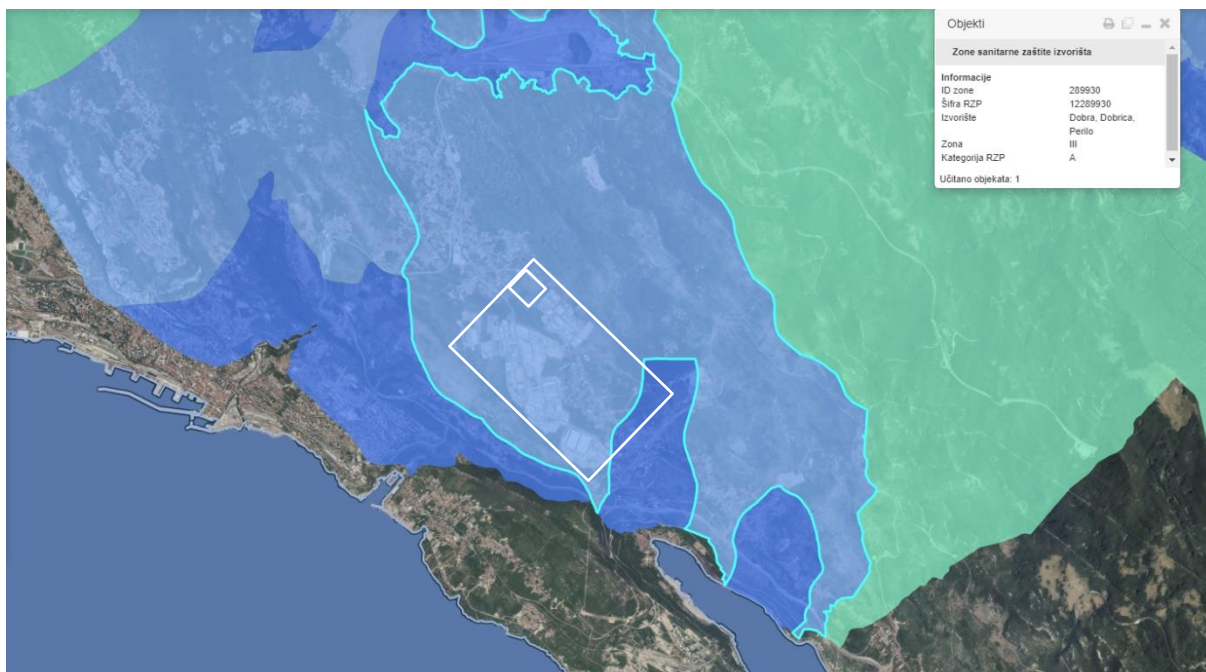 Objekti
Zone sanitarne zaštite izvorišta
Informacije
ID zone 289930
Šifra RZP 12289930
Izvorište Dobra, Dobrica,
Perilo
Zona III
Kategorija RZP A
Učitano objekata: 1